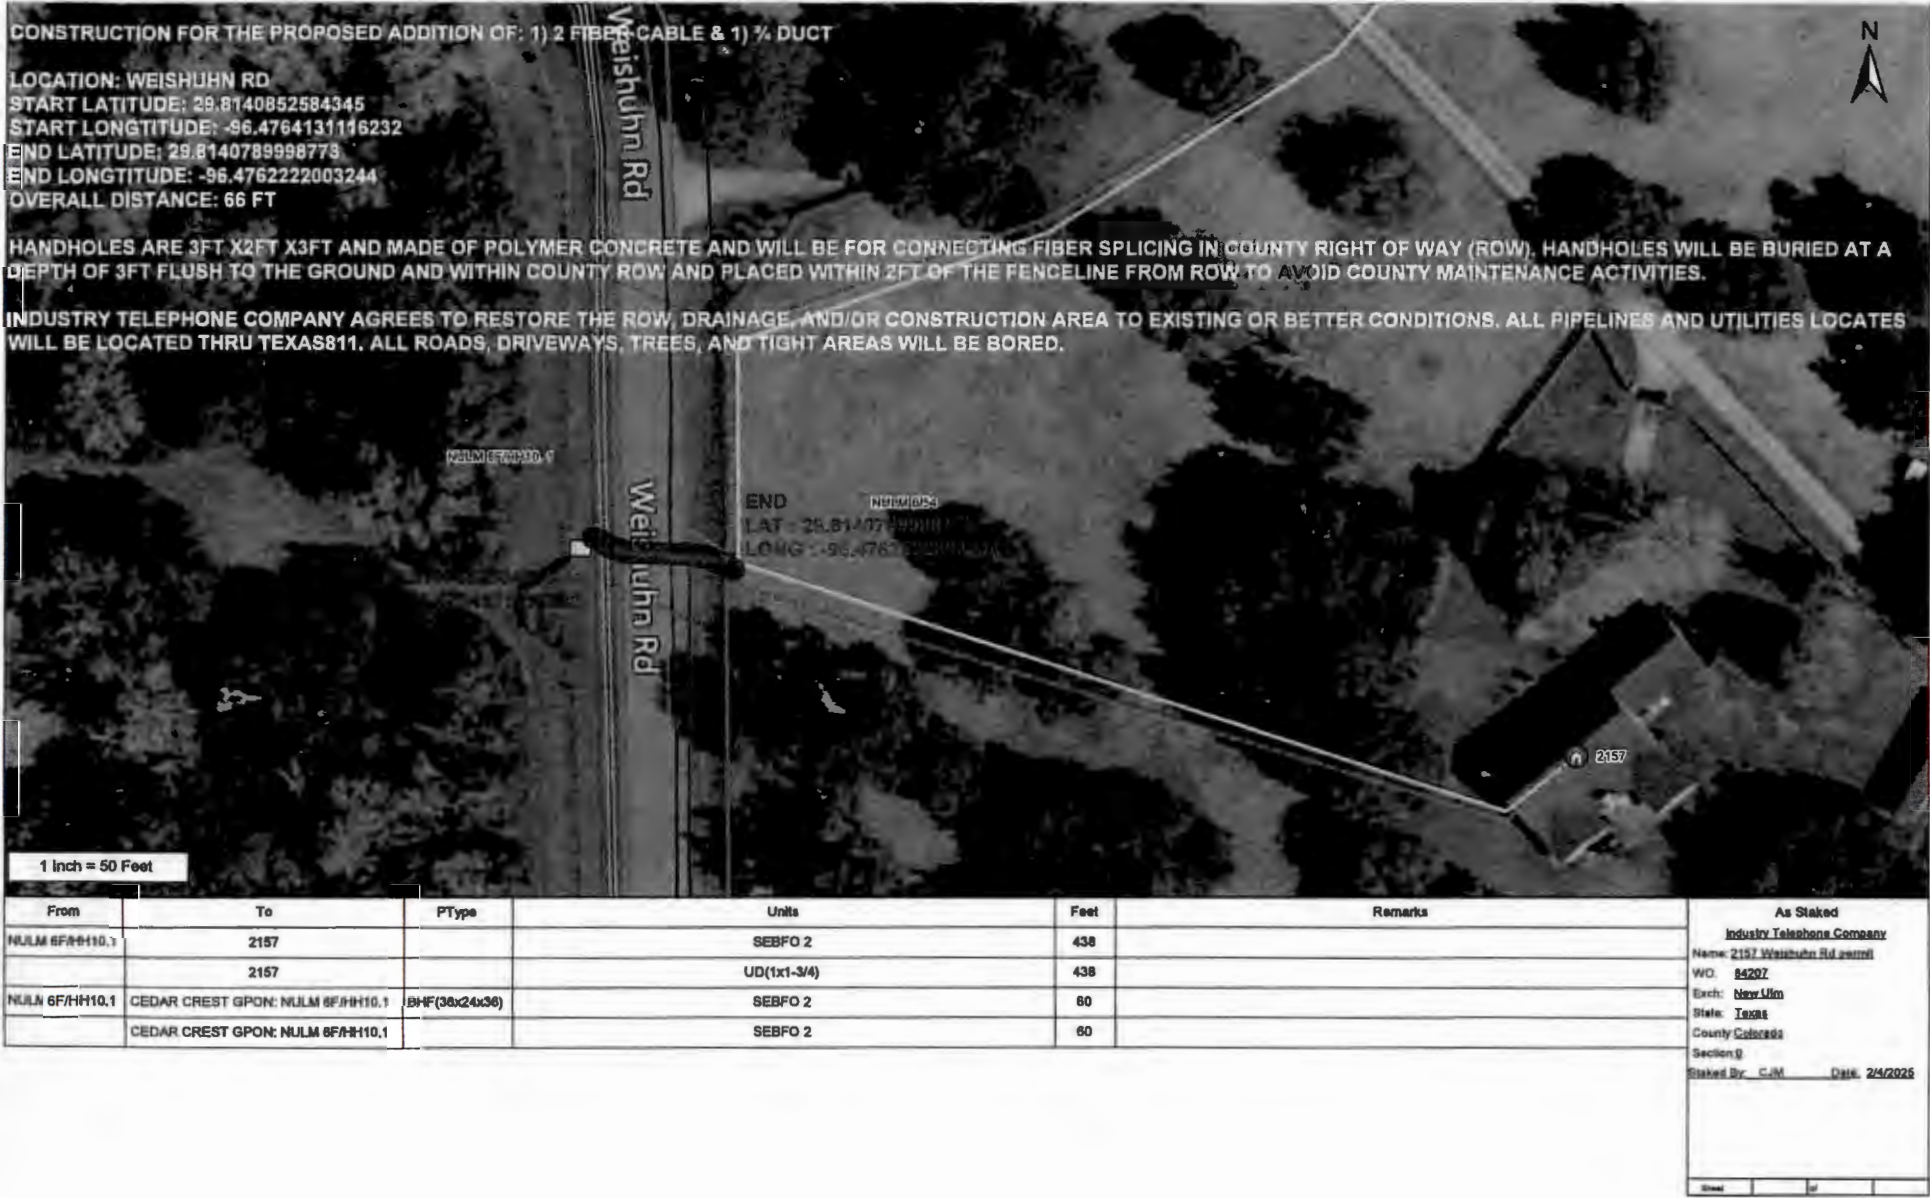 N
CONSTRUCTION FOR THE PROPOSED ADDITION OF: 1) 2 FIBER CABLE & 1) ¾ DUCT
LOCATION: WEISHUHN RD
START LATITUDE: 29.8140852584345
START LONGTITUDE: -96.4764131116232
END LATITUDE: 29.8140789998773
END LONGTITUDE: -96.4762222003244
OVERALL DISTANCE: 66 FT
Weishuhn Rd
HANDHOLES ARE 3FT X2FT X3FT AND MADE OF POLYMER CONCRETE AND WILL BE FOR CONNECTING FIBER SPLICING IN COUNTY RIGHT OF WAY (ROW). HANDHOLES WILL BE BURIED AT A
DEPTH OF 3FT FLUSH TO THE GROUND AND WITHIN COUNTY ROW AND PLACED WITHIN 2FT OF THE FENCELINE FROM ROW TO AVOID COUNTY MAINTENANCE ACTIVITIES.
INDUSTRY TELEPHONE COMPANY AGREES TO RESTORE THE ROW, DRAINAGE, AND/OR CONSTRUCTION AREA TO EXISTING OR BETTER CONDITIONS. ALL PIPELINES AND UTILITIES LOCATES
WILL BE LOCATED THRU TEXAS811. ALL ROADS, DRIVEWAYS, TREES, AND TIGHT AREAS WILL BE BORED.
NULM 6F/HH10.1
END
LAT :
LONG :
Weishuhn Rd
2157
1 Inch = 50 Feet
From To PType Units Feet Remarks
NULM 6F/HH10.1 2157 SEBFO 2 438
2157 UD(1x1-3/4) 438
NULM 6F/HH10.1 CEDAR CREST GPON: NULM 6F/HH10.1 BHF(36x24x36) SEBFO 2 60
CEDAR CREST GPON: NULM 6F/HH10.1 SEBFO 2 60
As Staked
Industry Telephone Company
Name: 2157 Weishuhn Rd permit
WO. 84207
Exch: New Ulm
State: Texas
County Colorado
Section:0
Staked By: CJM Date: 2/4/2025
Sheet of